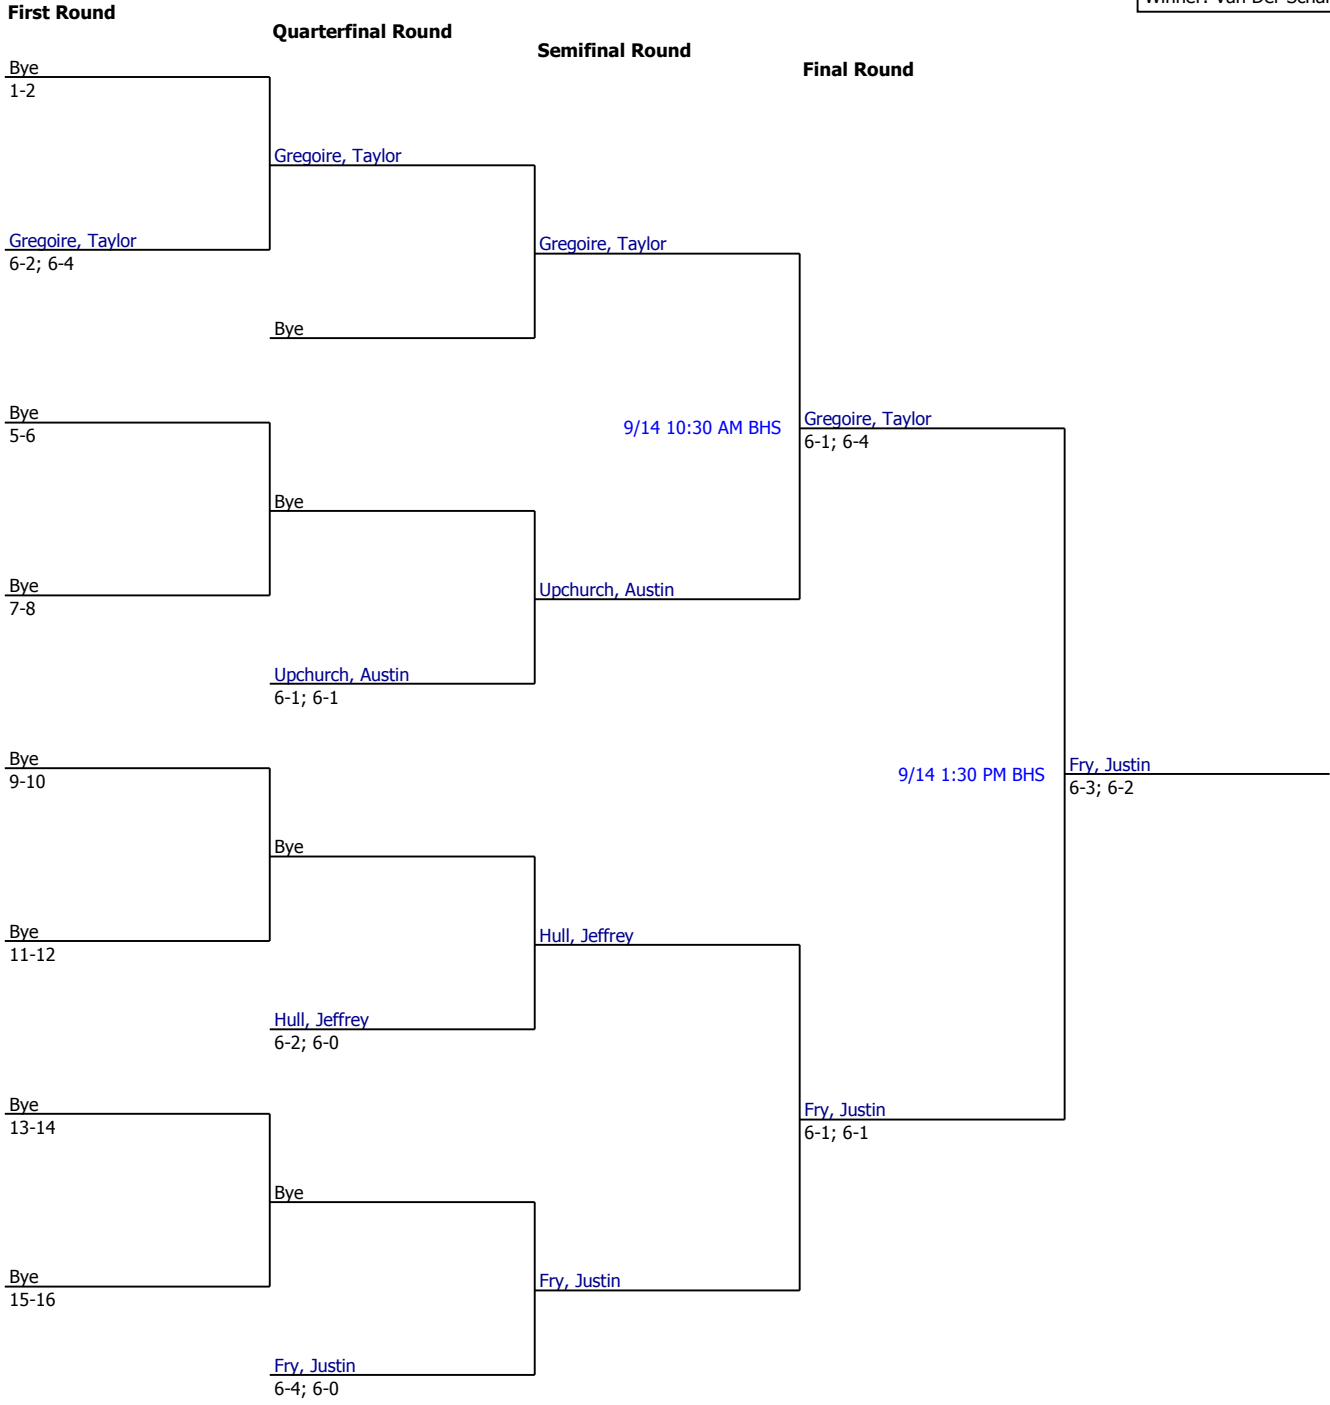 Winner: Van Der Schaf
First Round
Quarterfinal Round
Semifinal Round
Final Round
Bye
1-2
Gregoire, Taylor
Gregoire, Taylor
6-2; 6-4
Gregoire, Taylor
Bye
Bye
5-6
9/14 10:30 AM BHS
Gregoire, Taylor
6-1; 6-4
Bye
Bye
7-8
Upchurch, Austin
Upchurch, Austin
6-1; 6-1
Bye
9-10
9/14 1:30 PM BHS
Fry, Justin
6-3; 6-2
Bye
Bye
11-12
Hull, Jeffrey
Hull, Jeffrey
6-2; 6-0
Bye
13-14
Fry, Justin
6-1; 6-1
Bye
Bye
15-16
Fry, Justin
Fry, Justin
6-4; 6-0